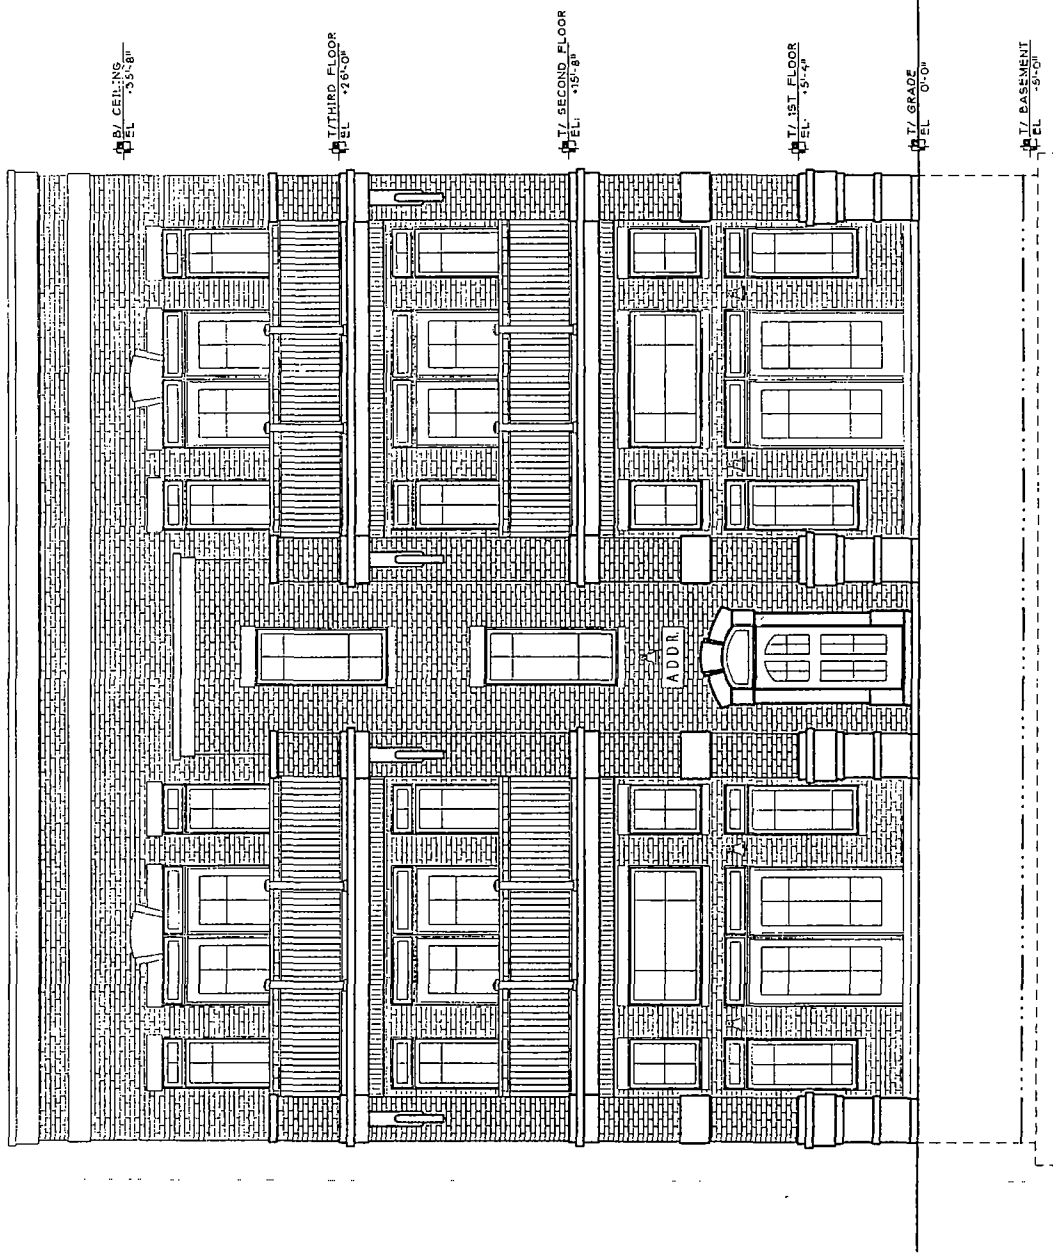 B/ CEILING
EL +35'-8"
T/THIRD FLOOR
EL +26'-0"
T/ SECOND FLOOR
EL: +15'-8"
T/ 1ST FLOOR
EL. +5'-4"
T/ GRADE
EL 0'-0"
T/ BASEMENT
EL -5'-0"
ADDR.